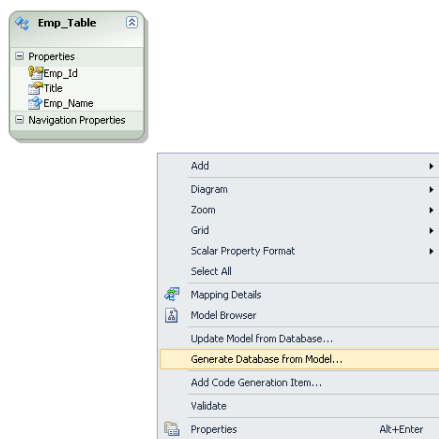 Emp_Table
Properties
Emp_Id
Title
Emp_Name
Navigation Properties
Add
Diagram
Zoom
Grid
Scalar Property Format
Select All
Mapping Details
Model Browser
Update Model from Database...
Generate Database from Model...
Add Code Generation Item...
Validate
Properties Alt+Enter